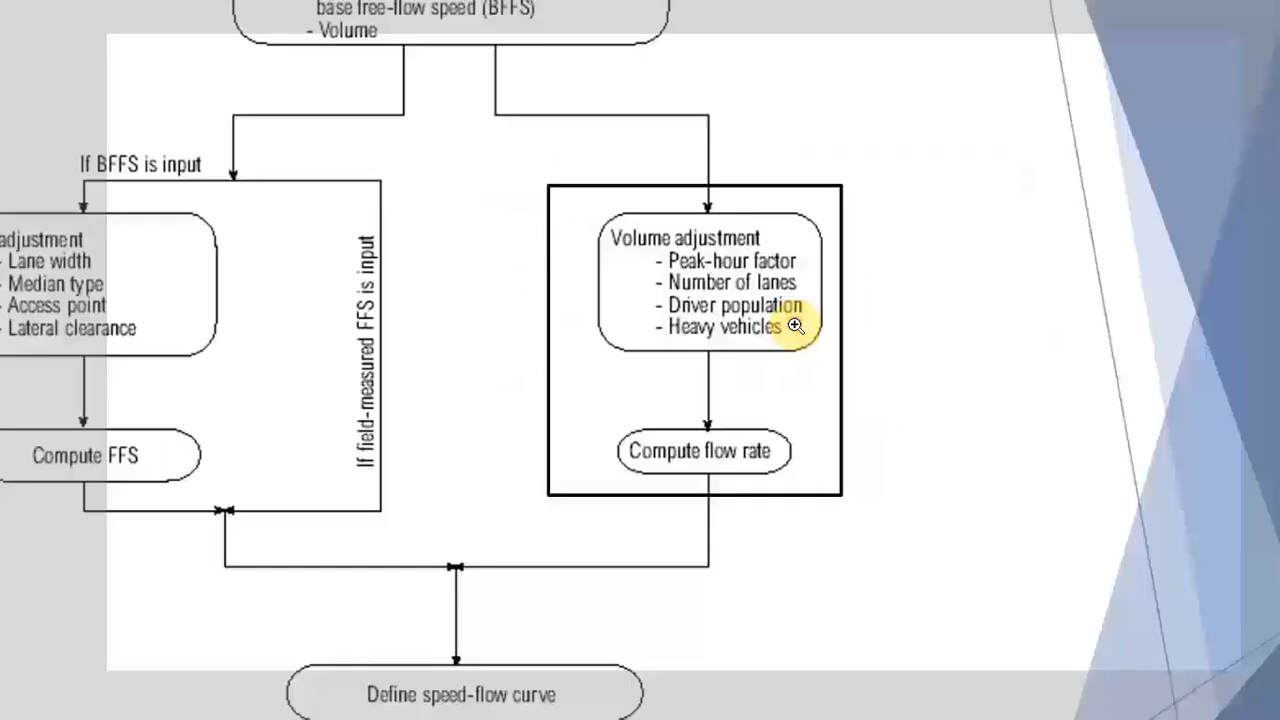 base free-flow speed (BFFS)
- Volume
If BFFS is input
adjustment
- Lane width
- Median type
- Access point
- Lateral clearance
If field-measured FFS is input
Volume adjustment
- Peak-hour factor
- Number of lanes
- Driver population
- Heavy vehicles
Compute FFS
Compute flow rate
Define speed-flow curve